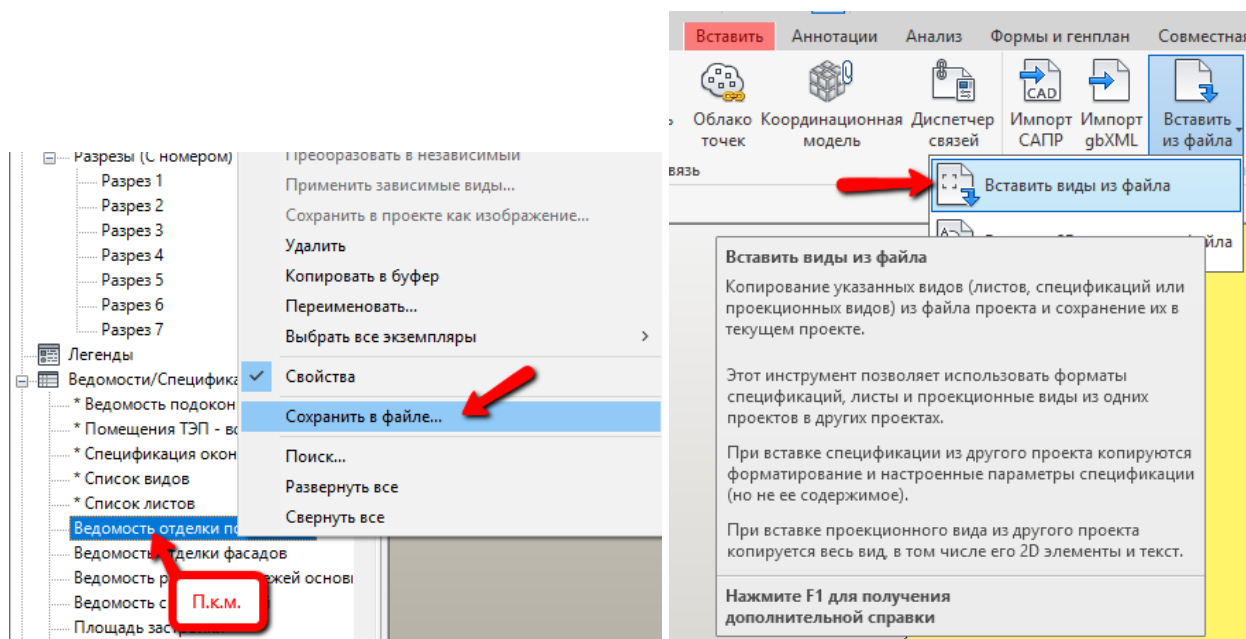 Разрезы (С номером)
Разрез 1
Разрез 2
Разрез 3
Разрез 4
Разрез 5
Разрез 6
Разрез 7
Легенды
Ведомости/Специфика
* Ведомость подокон
* Помещения ТЭП - вс
* Спецификация окон
* Список видов
* Список листов
Ведомость отделки по
Ведомость отделки фасадов
Ведомость р ежей основ
Ведомость с
Площадь зас
П.к.м.
Преобразовать в независимый
Применить зависимые виды...
Сохранить в проекте как изображение...
Удалить
Копировать в буфер
Переименовать...
Выбрать все экземпляры
Свойства
Сохранить в файле...
Поиск...
Развернуть все
Свернуть все
Вставить Аннотации Анализ Формы и генплан Совместная
Облако точек
Координационная модель
Диспетчер связей
CAD
Импорт САПР
Импорт gbXML
Вставить из файла
вязь
Вставить виды из файла
йла
Вставить виды из файла
Копирование указанных видов (листов, спецификаций или
проекционных видов) из файла проекта и сохранение их в
текущем проекте.
Этот инструмент позволяет использовать форматы
спецификаций, листы и проекционные виды из одних
проектов в других проектах.
При вставке спецификации из другого проекта копируются
форматирование и настроенные параметры спецификации
(но не ее содержимое).
При вставке проекционного вида из другого проекта
копируется весь вид, в том числе его 2D элементы и текст.
Нажмите F1 для получения
дополнительной справки